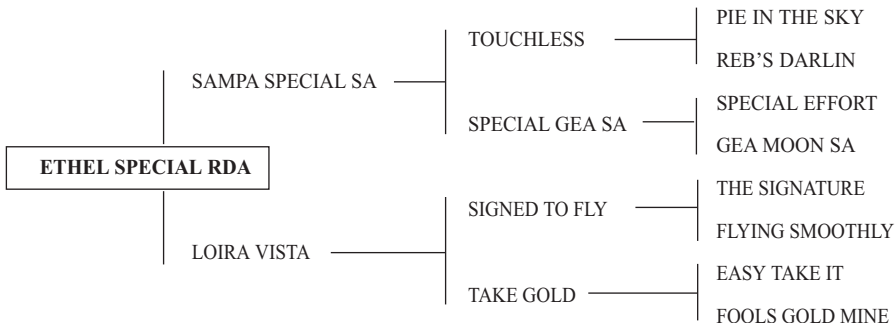 PIE IN THE SKY
TOUCHLESS
REB'S DARLIN
SAMPA SPECIAL SA
SPECIAL EFFORT
SPECIAL GEA SA
GEA MOON SA
ETHEL SPECIAL RDA
THE SIGNATURE
SIGNED TO FLY
FLYING SMOOTHLY
LOIRA VISTA
EASY TAKE IT
TAKE GOLD
FOOLS GOLD MINE